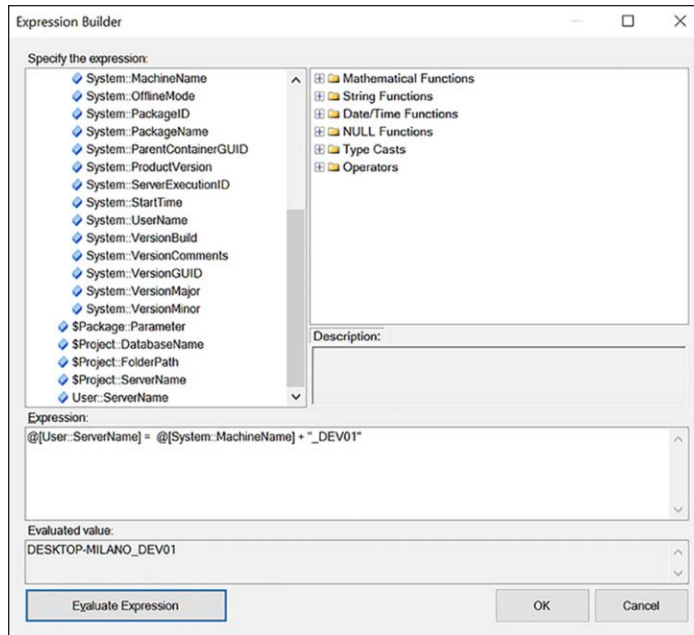 Expression Builder
Specify the expression:
System::MachineName
System::OfflineMode
System::PackageID
System::PackageName
System::ParentContainerGUID
System::ProductVersion
System::ServerExecutionID
System::StartTime
System::UserName
System::VersionBuild
System::VersionComments
System::VersionGUID
System::VersionMajor
System::VersionMinor
$Package::Parameter
$Project::DatabaseName
$Project::FolderPath
$Project::ServerName
User::ServerName
Mathematical Functions
String Functions
Date/Time Functions
NULL Functions
Type Casts
Operators
Description:
Expression:
@[User::ServerName] = @[System::MachineName] + "_DEV01"
Evaluated value:
DESKTOP-MILANO_DEV01
Evaluate Expression
OK
Cancel